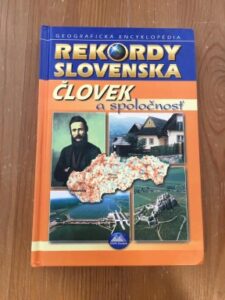 GEOGRAFICKÁ ENCYKLOPÉDIA
REKORDY
SLOVENSKA
ČLOVEK
a spoločnosť